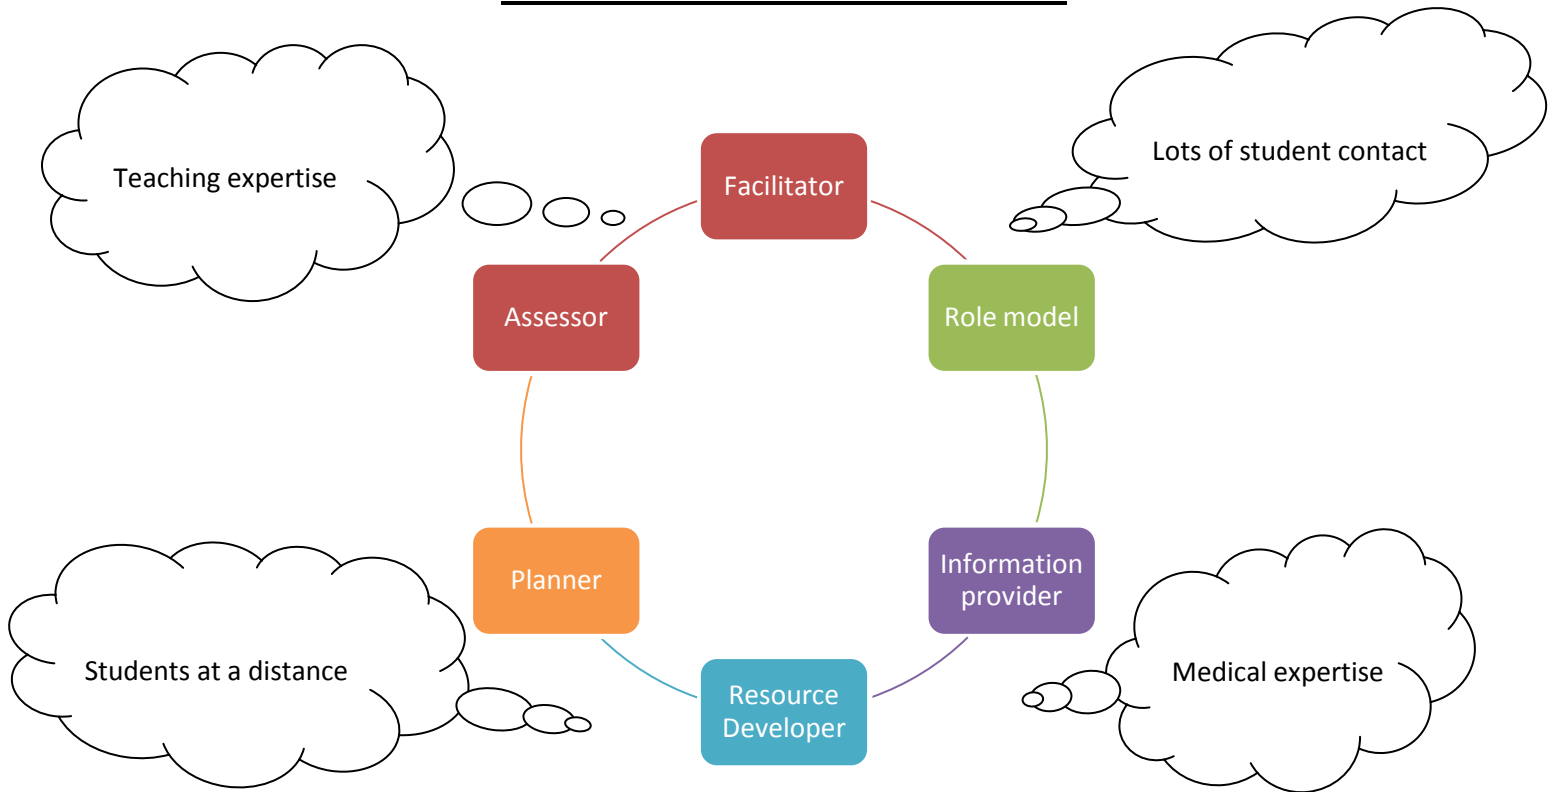 Lots of student contact
Teaching expertise
Facilitator
Assessor
Role model
Planner
Information
provider
Students at a distance
Medical expertise
Resource
Developer